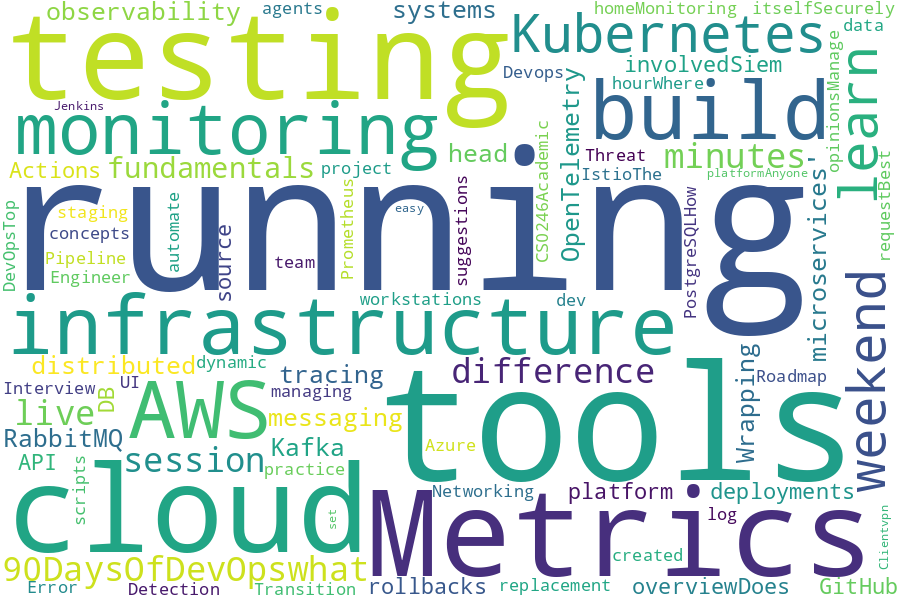 observability
agents
systems
homeMonitoring
itselfSecurely
testing
Kubernetes
data
involvedSiem
Devops
hourWhere
build
opinionsManage
learn
Jenkins
monitoring
OpenTelemetry
CSO246Academic
head
Threat
minutes
-
Actions
fundamentals
project
IstioThe
platformAnyone
requestBest
running
staging
concepts
Pipeline
Engineer
DevOpsTop
automate
source
team
Prometheus
easy
suggestions
PostgreSQLHow
microservices
weekend
infrastructure
workstations
dev
distributed
dynamic
tracing
difference
Wrapping
Roadmap
Interview
UI
managing
DB
AWS
tools
live
messaging
RabbitMQ
Kafka
Azure
API
session
practice
scripts
cloud
set
Networking
platform
deployments
Metrics
log
Clientvpn
created
90DaysOfDevOpswhat
Error
Detection
Transition
rollbacks
replacement
overviewDoes
GitHub